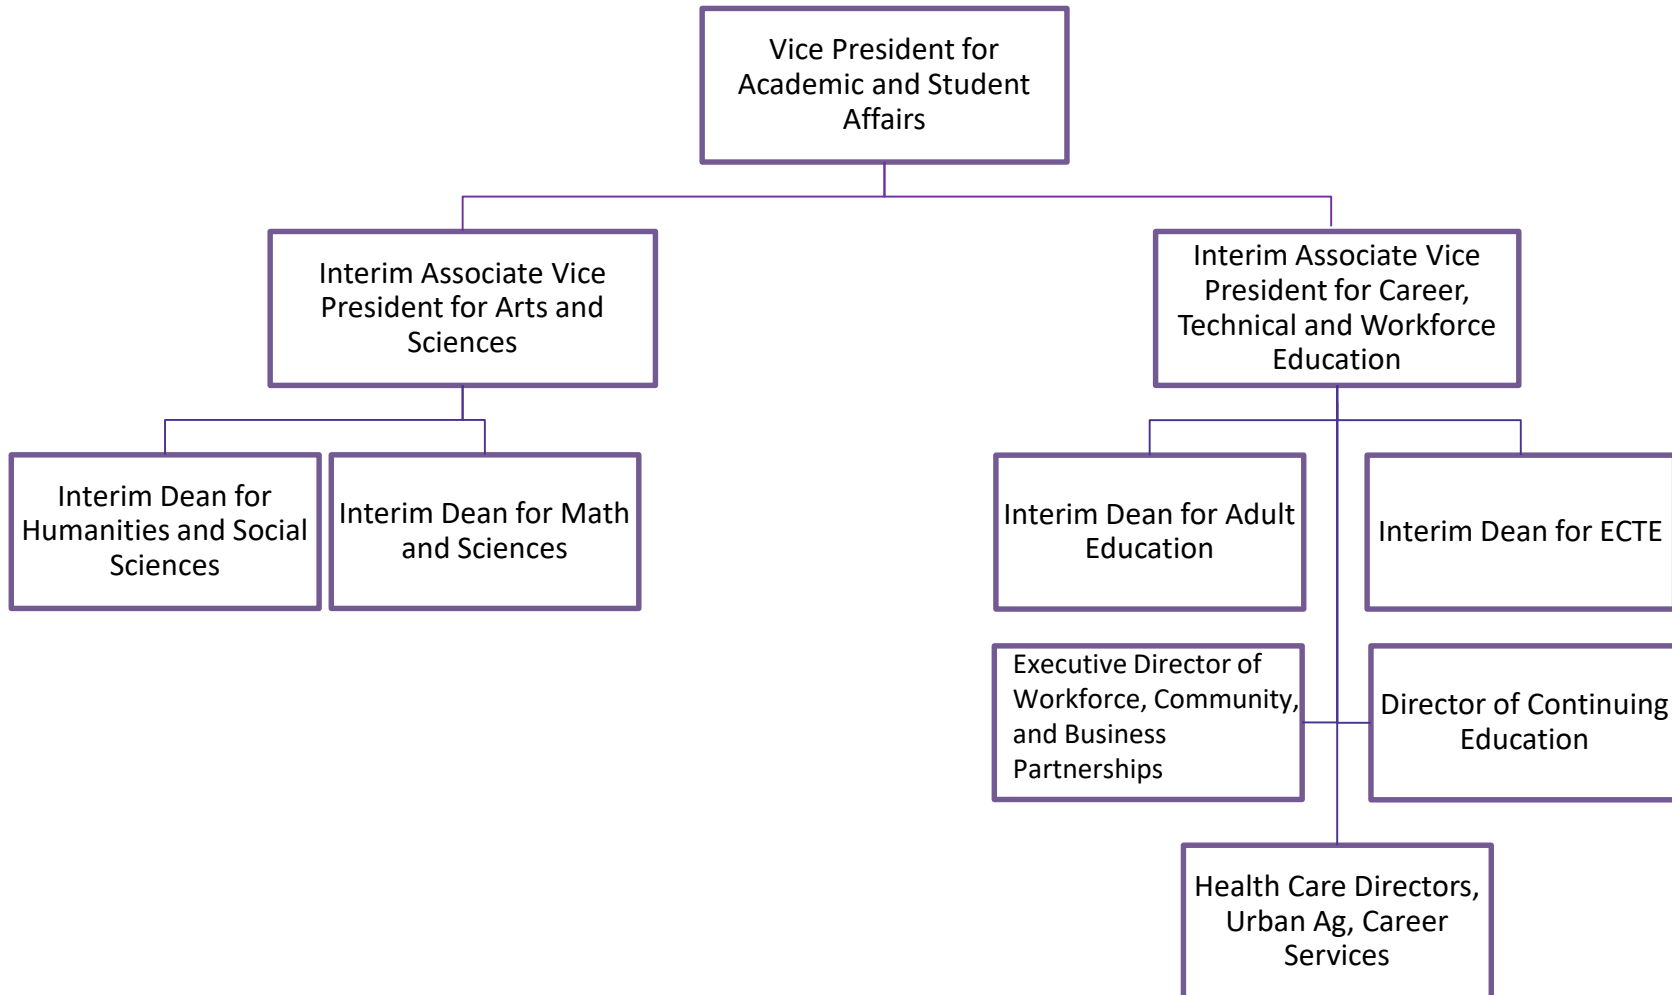 Vice President for
Academic and Student
Affairs
Interim Associate Vice
President for Arts and
Sciences
Interim Associate Vice
President for Career,
Technical and Workforce
Education
Interim Dean for
Humanities and Social
Sciences
Interim Dean for Math
and Sciences
Interim Dean for Adult
Education
Interim Dean for ECTE
Executive Director of
Workforce, Community,
and Business
Partnerships
Director of Continuing
Education
Health Care Directors,
Urban Ag, Career
Services